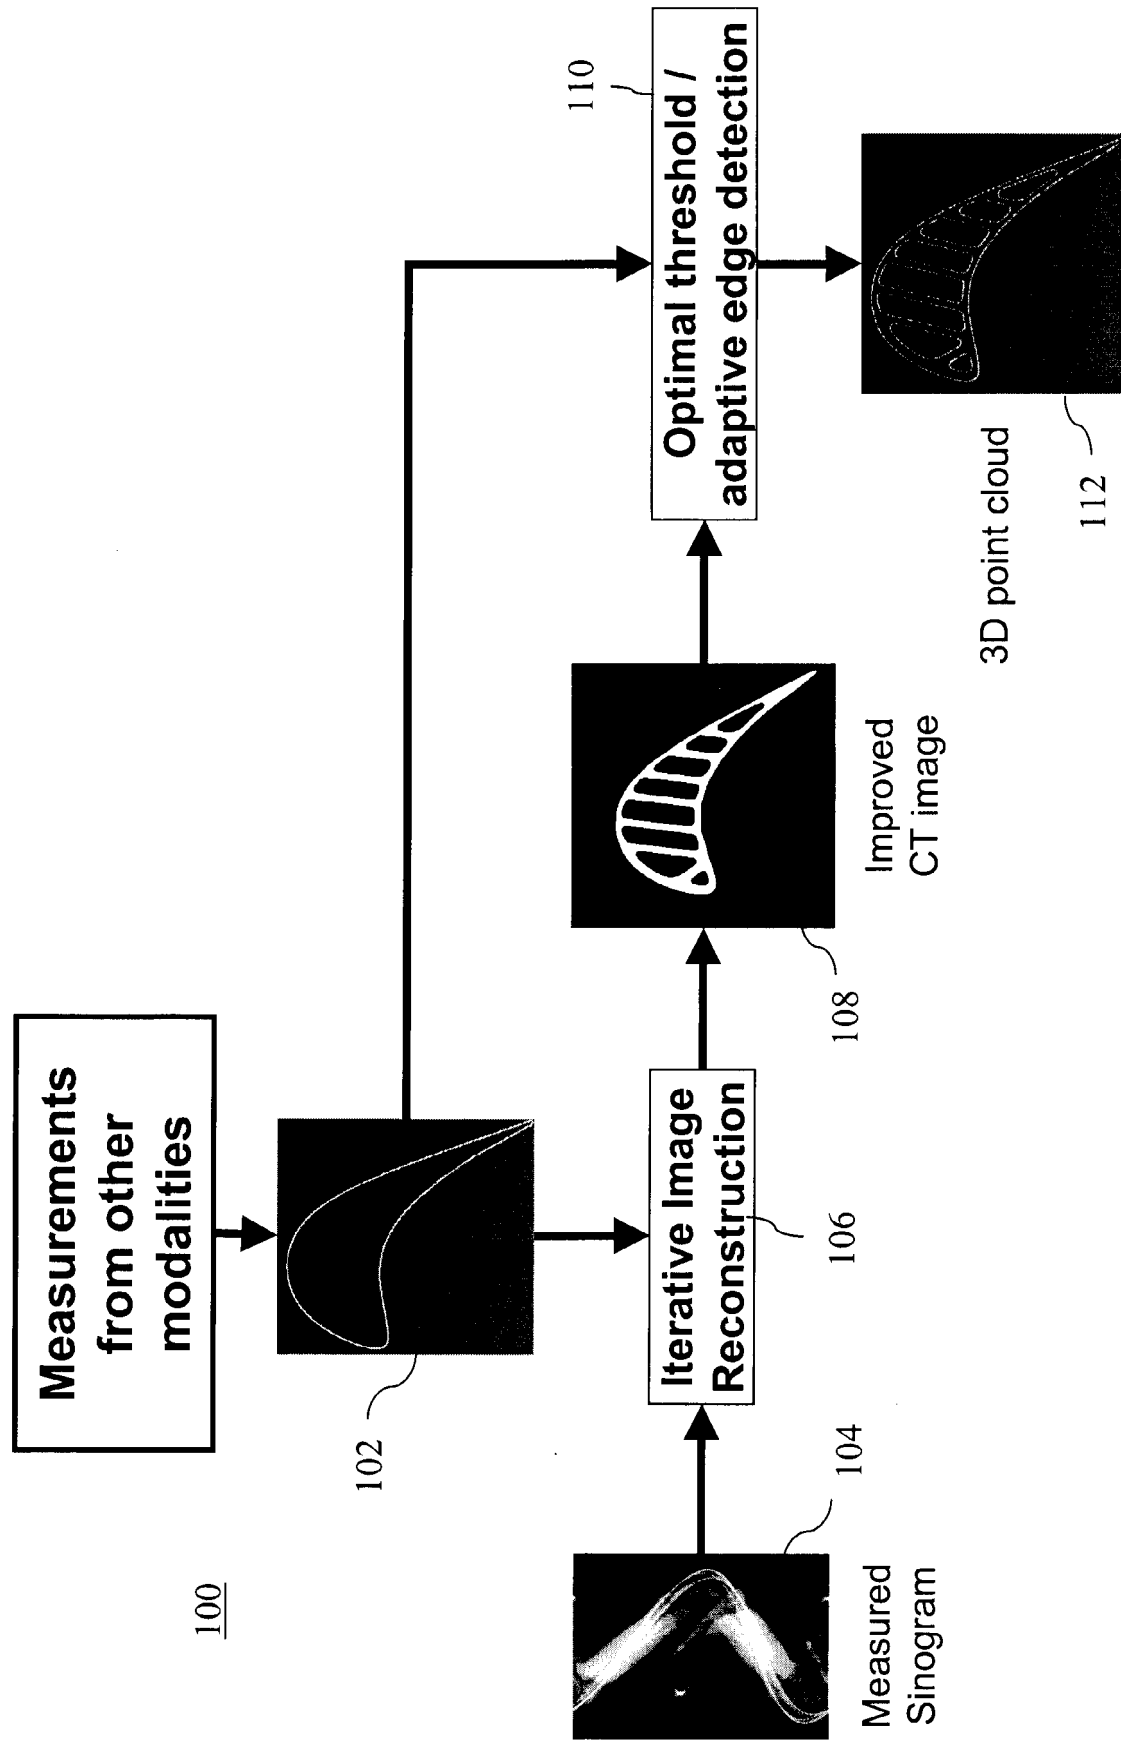 100
Measurements
from other
modalities
102
Measured
Sinogram
104
Iterative Image
Reconstruction
106
108
Improved
CT image
110
Optimal threshold /
adaptive edge detection
3D point cloud
112